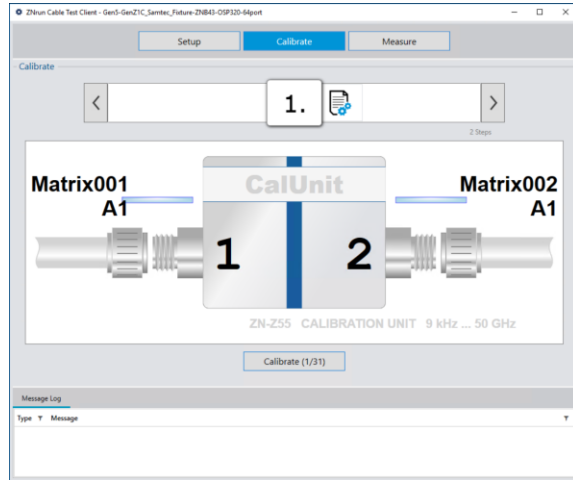 ZNrun Cable Test Client - Gen5-GenZ1C_Samtec_Fixture-ZNB43-OSP320-64port
Setup
Calibrate
Measure
Calibrate
1.
2 Steps
Matrix001
A1
CalUnit
Matrix002
A1
1
2
ZN-Z55 CALIBRATION UNIT 9 kHz ... 50 GHz
Calibrate (1/31)
Message Log
Type Message